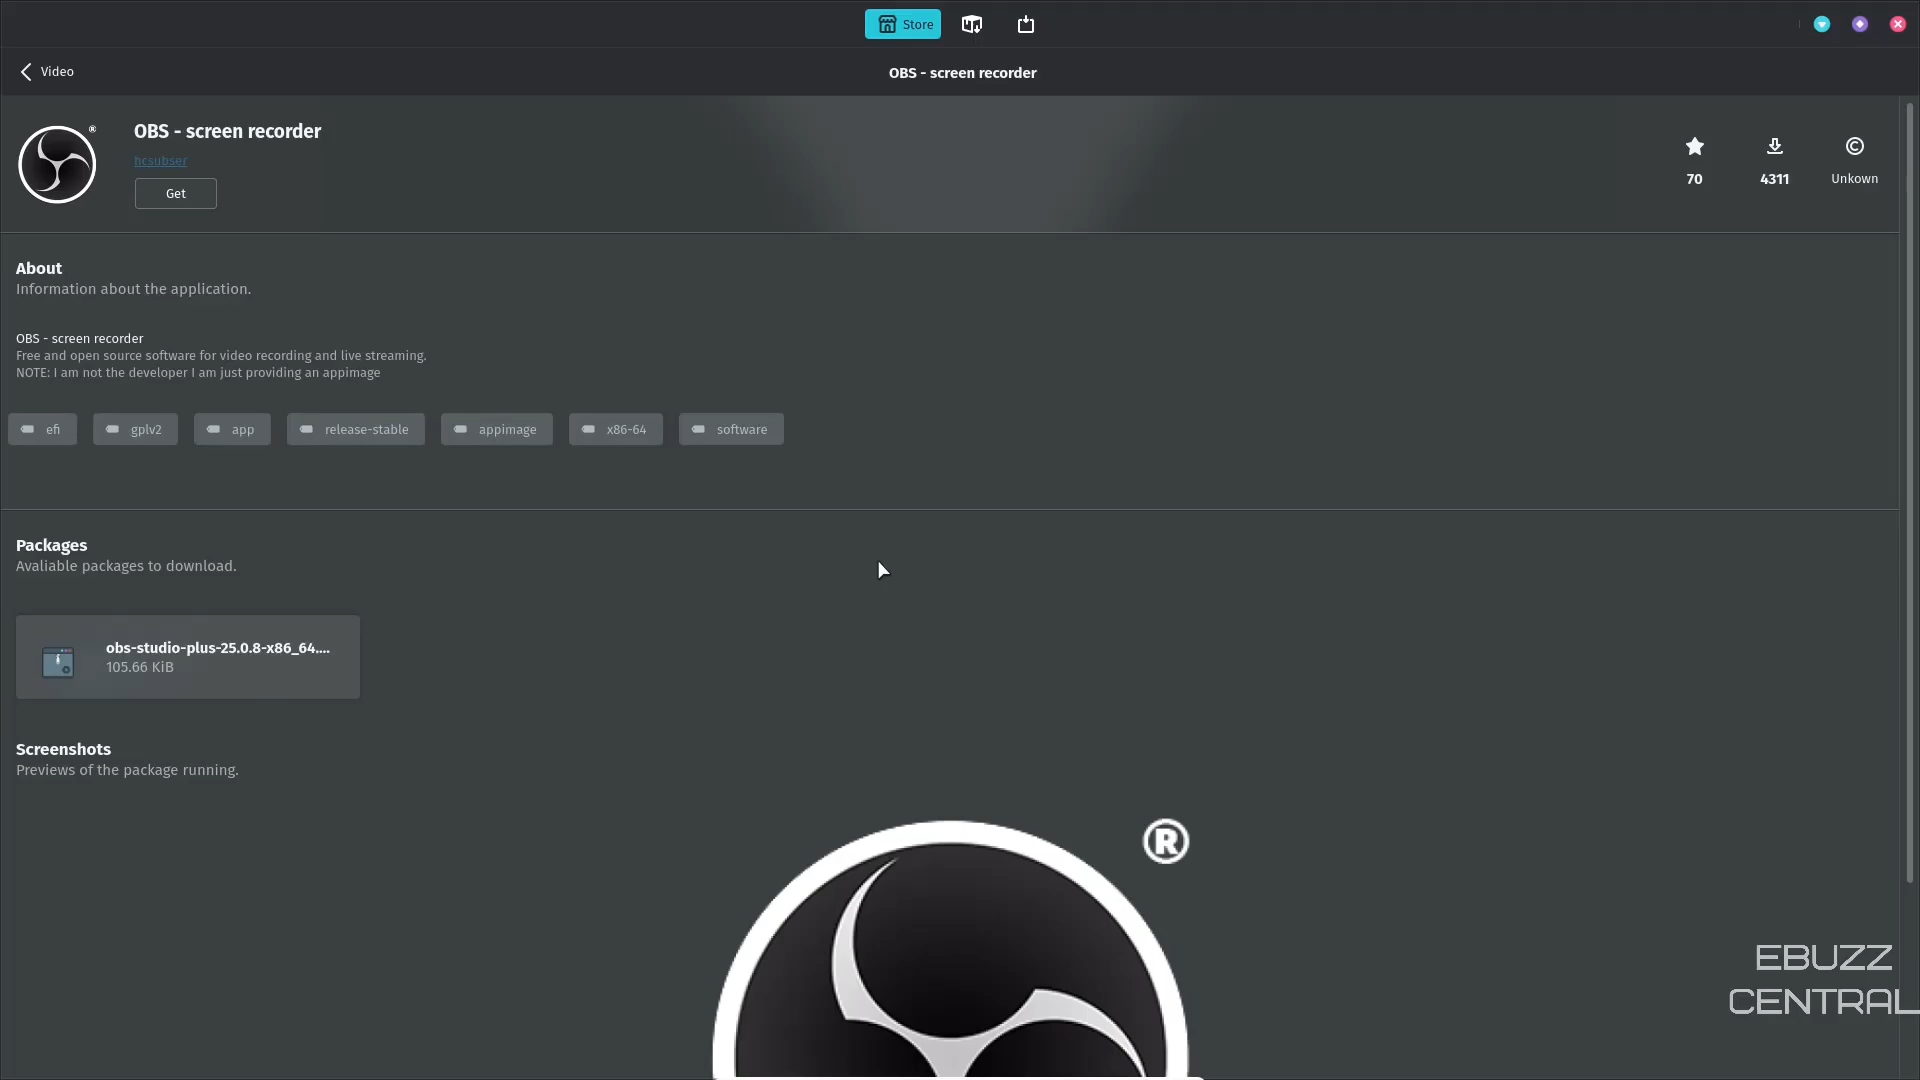 Store
Video
OBS - screen recorder
OBS - screen recorder
hcsubser
Get
70
4311
Unkown
About
Information about the application.
OBS - screen recorder
Free and open source software for video recording and live streaming.
NOTE: I am not the developer I am just providing an appimage
efi
gplv2
app
release-stable
appimage
x86-64
software
Packages
Avaliable packages to download.
obs-studio-plus-25.0.8-x86_64....
105.66 KiB
Screenshots
Previews of the package running.
®
EBUZZ
CENTRAL